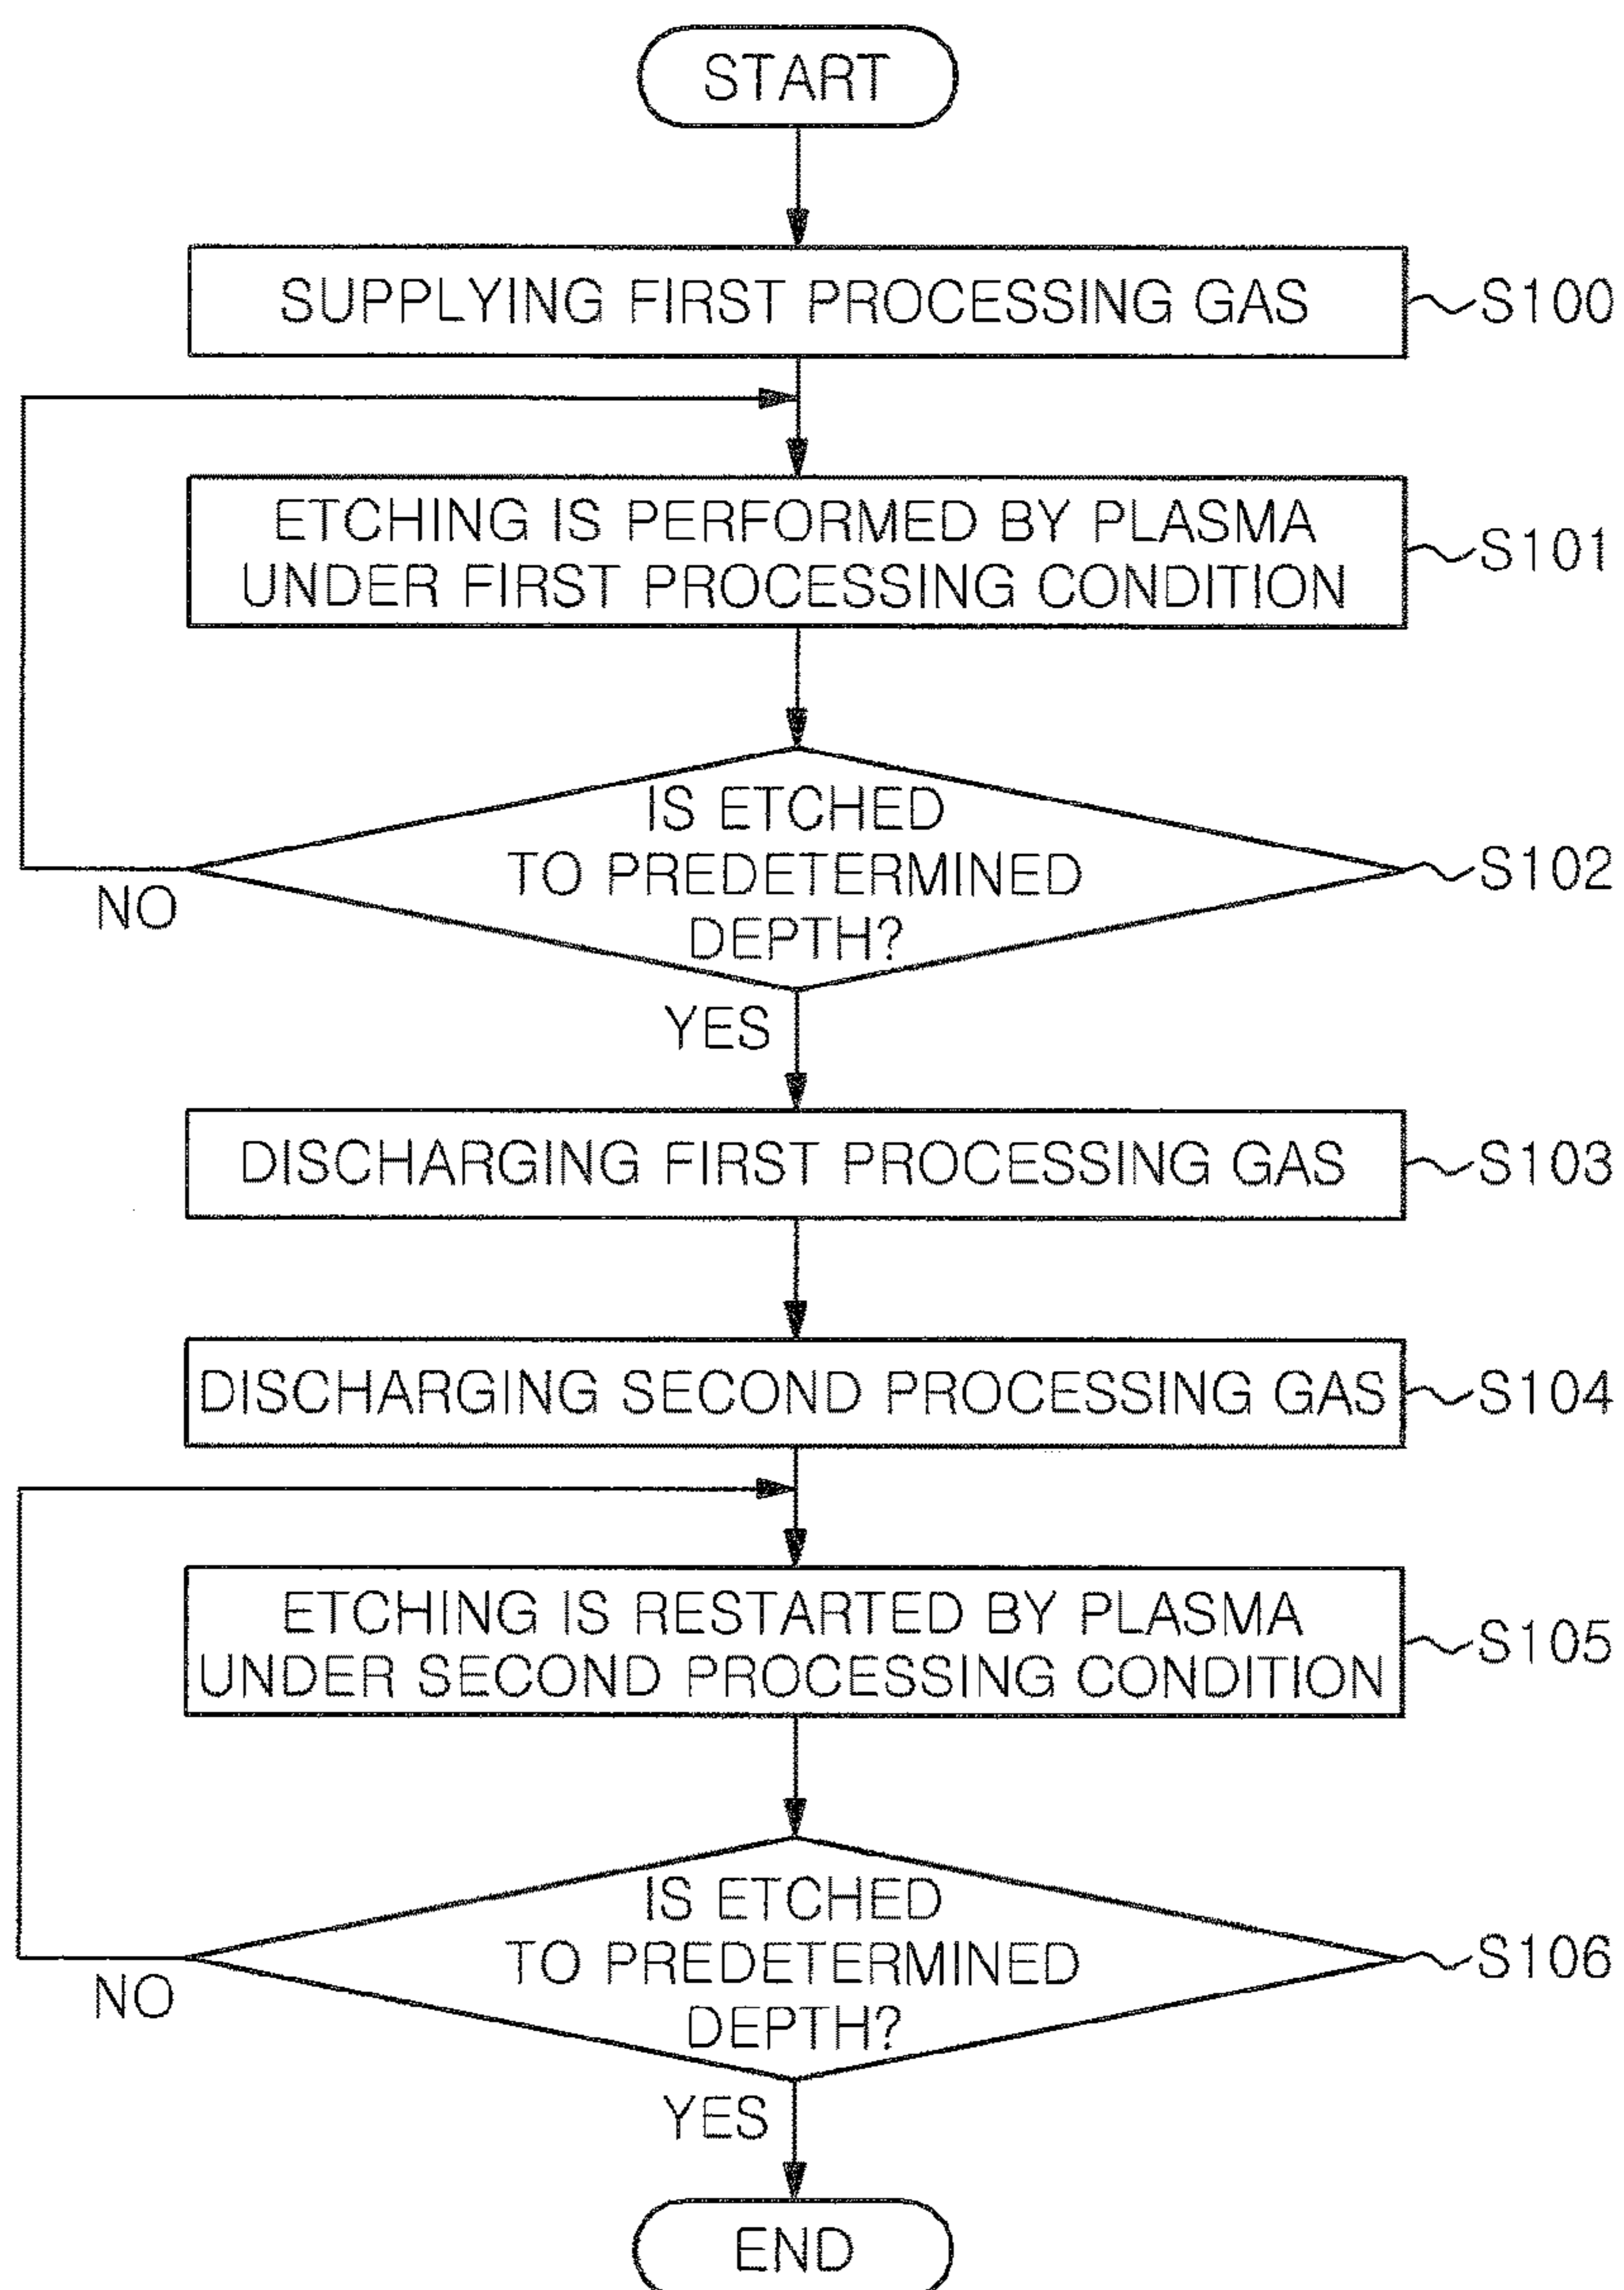 START
SUPPLYING FIRST PROCESSING GAS
S100
ETCHING IS PERFORMED BY PLASMA
UNDER FIRST PROCESSING CONDITION
S101
IS ETCHED
TO PREDETERMINED
DEPTH?
S102
NO
YES
DISCHARGING FIRST PROCESSING GAS
S103
DISCHARGING SECOND PROCESSING GAS
S104
ETCHING IS RESTARTED BY PLASMA
UNDER SECOND PROCESSING CONDITION
S105
IS ETCHED
TO PREDETERMINED
DEPTH?
S106
NO
YES
END